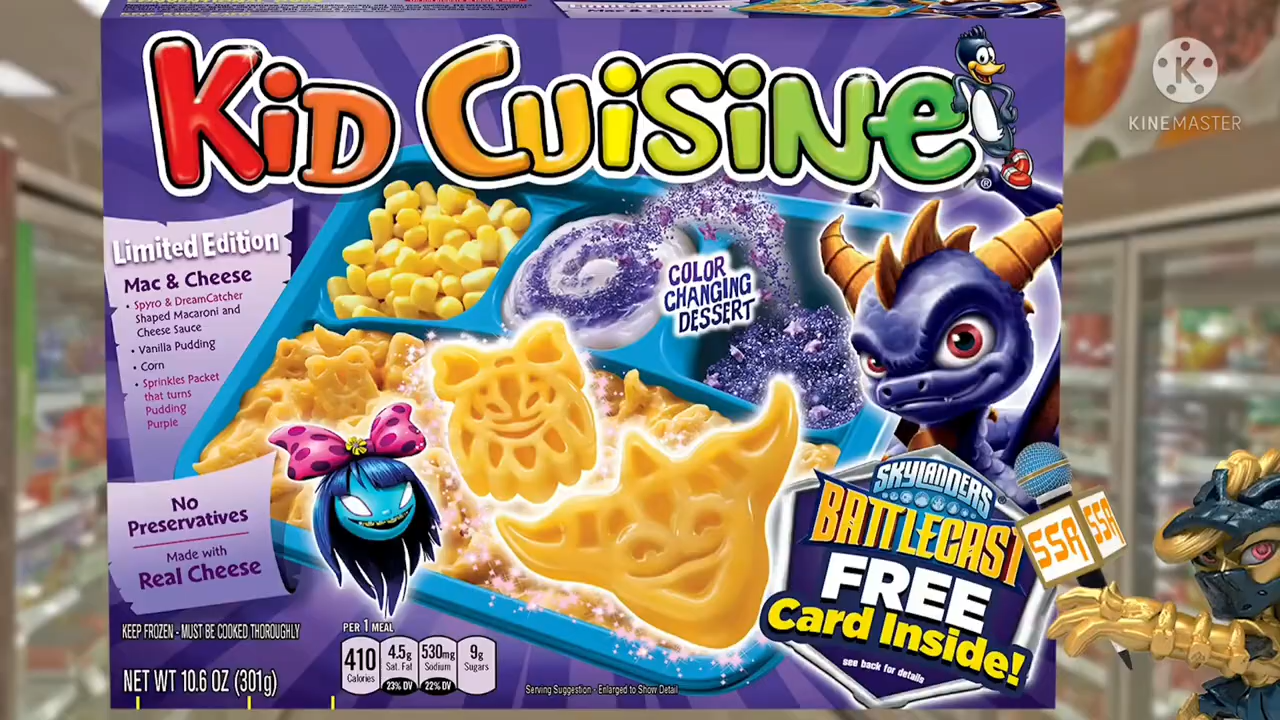 Limited Edition
Mac & Cheese
KiD CUiSiNe
®
K
KINEMASTER
Limited Edition
Mac & Cheese
• Spyro & DreamCatcher
Shaped Macaroni and
Cheese Sauce
• Vanilla Pudding
• Corn
• Sprinkles Packet
that turns
Pudding
Purple
COLOR
CHANGING
DESSERT
No
Preservatives
Made with
Real Cheese
SKYLANDERS
BATTLECAST
FREE
Card Inside!
see back for details
SSA SSA
KEEP FROZEN - MUST BE COOKED THOROUGHLY
NET WT 10.6 OZ (301g)
PER 1 MEAL
410
Calories
4.5g
Sat. Fat
23% DV
530mg
Sodium
22% DV
9g
Sugars
Serving Suggestion - Enlarged to Show Detail